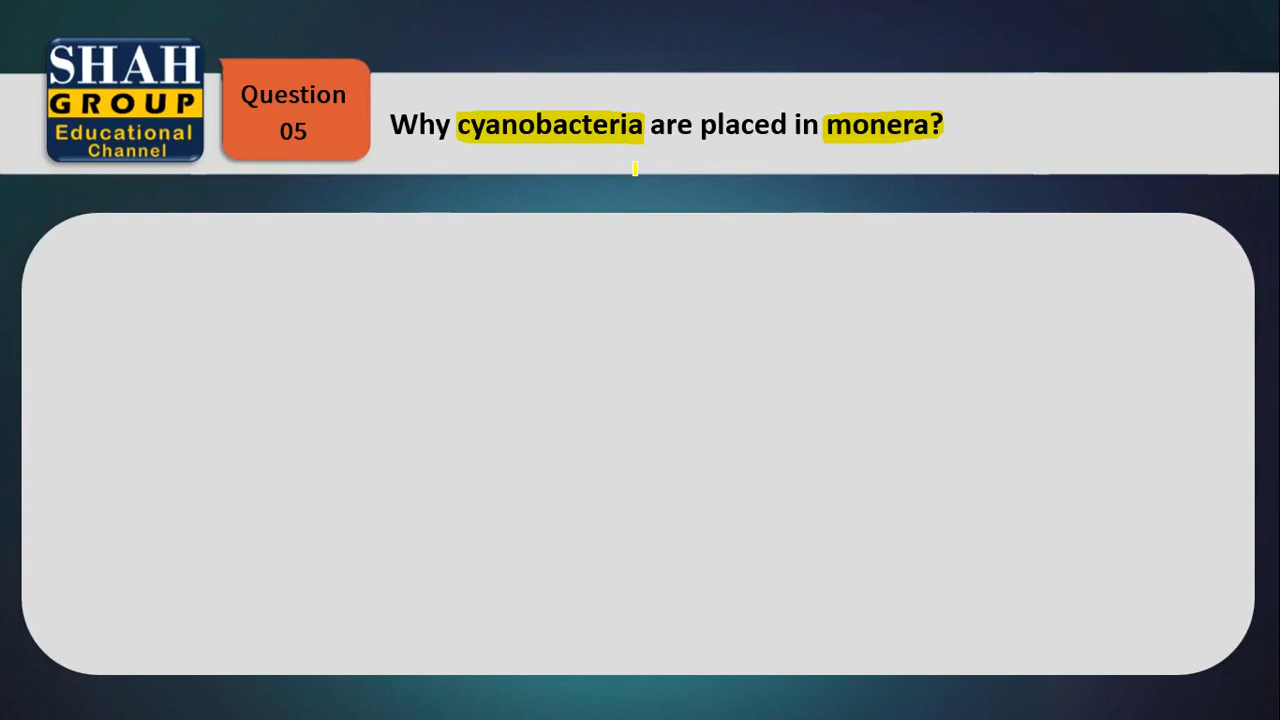 SHAH
GROUP
Educational
Channel
Question
05
Why cyanobacteria are placed in monera?